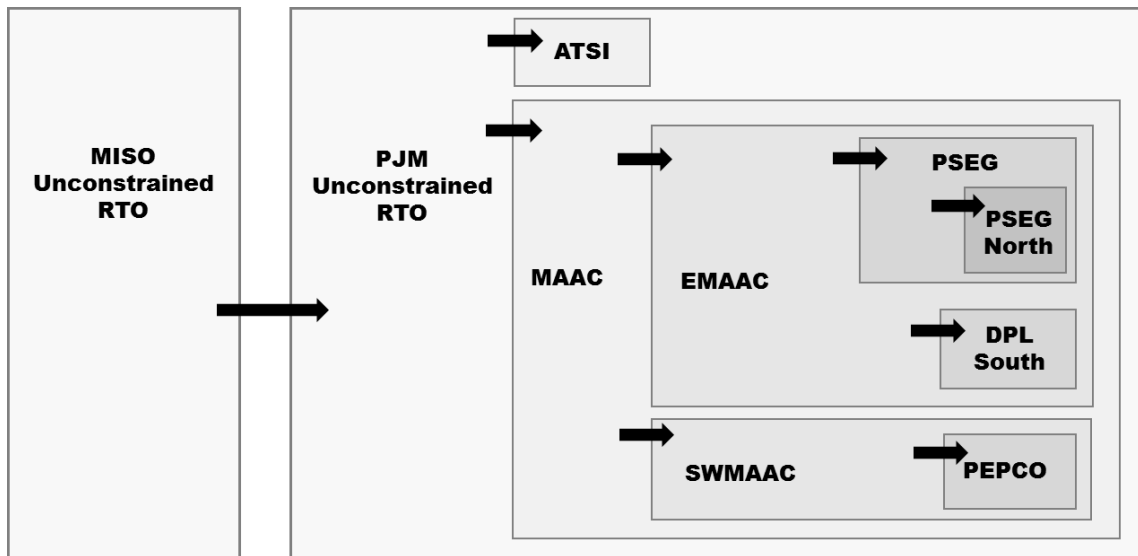 MISO
Unconstrained
RTO
PJM
Unconstrained
RTO
ATSI
MAAC
EMAAC
PSEG
PSEG
North
DPL
South
SWMAAC
PEPCO